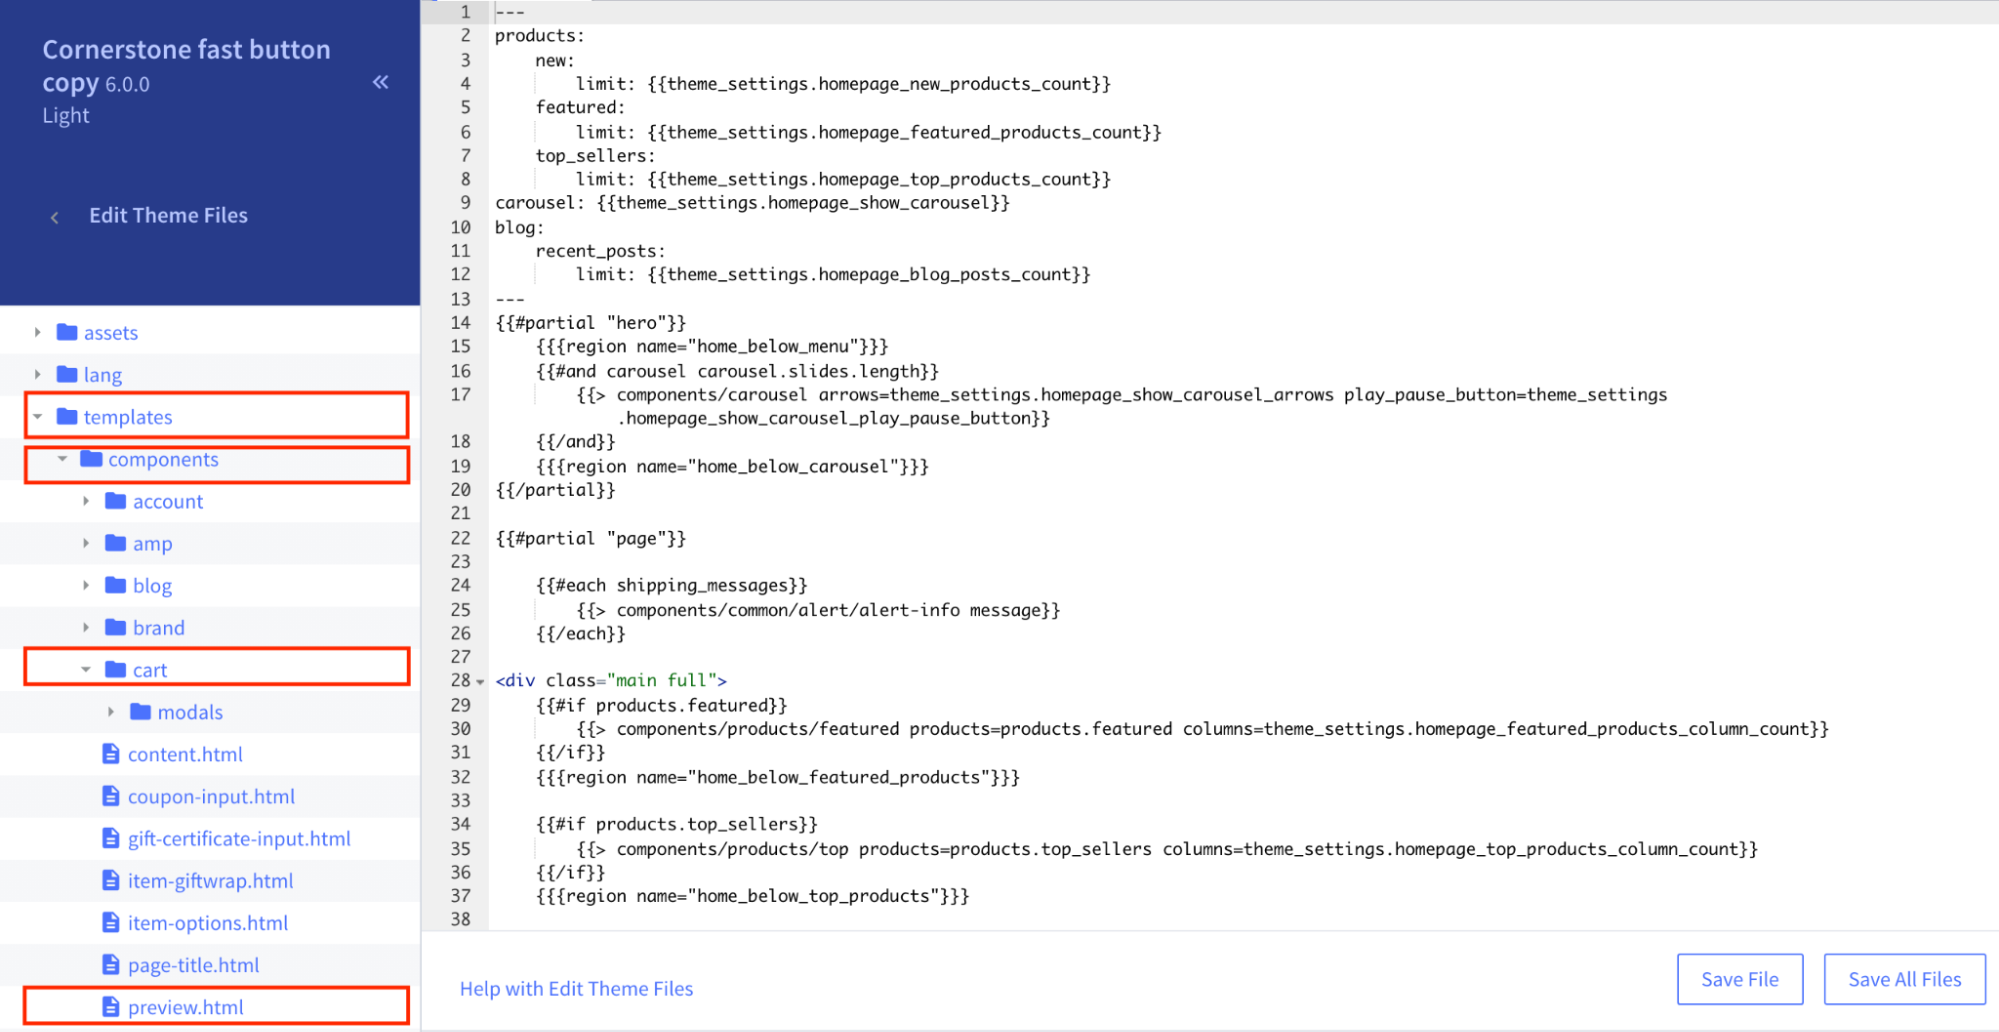 Cornerstone fast button
copy 6.0.0
Light
Edit Theme Files
assets
lang
templates
components
account
amp
blog
brand
cart
modals
content.html
coupon-input.html
gift-certificate-input.html
item-giftwrap.html
item-options.html
page-title.html
preview.html
1 ---
2 products:
3     new:
4         limit: {{theme_settings.homepage_new_products_count}}
5     featured:
6         limit: {{theme_settings.homepage_featured_products_count}}
7     top_sellers:
8         limit: {{theme_settings.homepage_top_products_count}}
9 carousel: {{theme_settings.homepage_show_carousel}}
10 blog:
11     recent_posts:
12         limit: {{theme_settings.homepage_blog_posts_count}}
13 ---
14 {{#partial "hero"}}
15     {{{region name="home_below_menu"}}}
16     {{#and carousel carousel.slides.length}}
17         {{> components/carousel arrows=theme_settings.homepage_show_carousel_arrows play_pause_button=theme_settings
.homepage_show_carousel_play_pause_button}}
18     {{/and}}
19     {{{region name="home_below_carousel"}}}
20 {{/partial}}
21
22 {{#partial "page"}}
23
24     {{#each shipping_messages}}
25         {{> components/common/alert/alert-info message}}
26     {{/each}}
27
28 <div class="main full">
29     {{#if products.featured}}
30         {{> components/products/featured products=products.featured columns=theme_settings.homepage_featured_products_column_count}}
31     {{/if}}
32     {{{region name="home_below_featured_products"}}}
33
34     {{#if products.top_sellers}}
35         {{> components/products/top products=products.top_sellers columns=theme_settings.homepage_top_products_column_count}}
36     {{/if}}
37     {{{region name="home_below_top_products"}}}
38
Help with Edit Theme Files
Save File
Save All Files